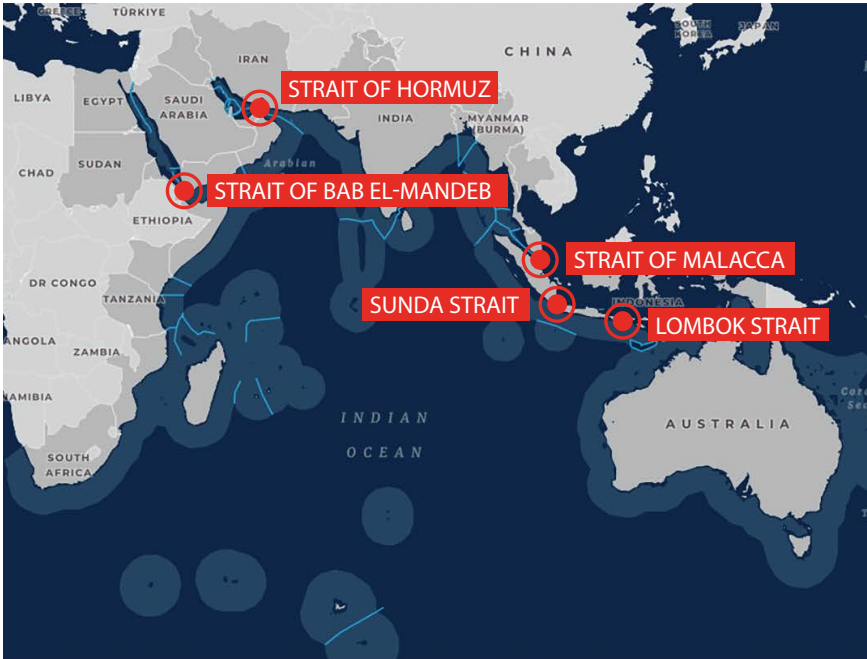 GREECE
TÜRKIYE
SOUTH
KOREA
JAPAN
CHINA
IRAN
STRAIT OF HORMUZ
LIBYA
EGYPT
SAUDI
ARABIA
INDIA
MYANMAR
(BURMA)
CHAD
SUDAN
Arabian
STRAIT OF BAB EL-MANDEB
ETHIOPIA
STRAIT OF MALACCA
DR CONGO
TANZANIA
SUNDA STRAIT
INDONESIA
LOMBOK STRAIT
ANGOLA
ZAMBIA
NAMIBIA
INDIAN
OCEAN
AUSTRALIA
SOUTH
AFRICA